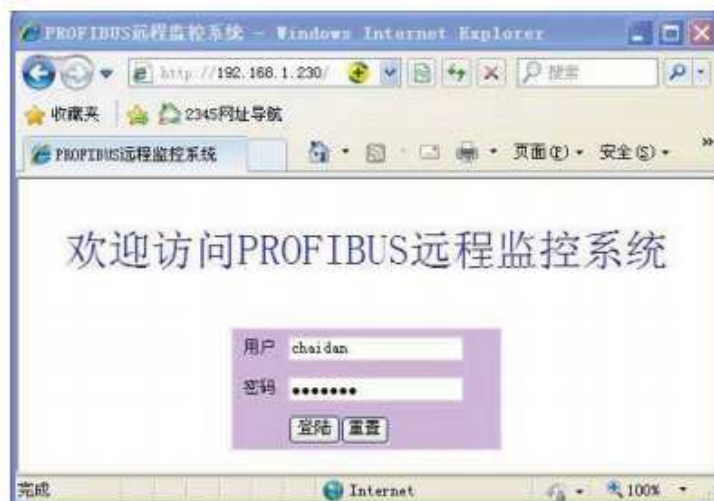 PROFIBUS远程监控系统 - Windows Internet Explorer
http://192.168.1.230/
搜索
收藏夹 2345网址导航
PROFIBUS远程监控系统 页面(P) 安全(S) »
欢迎访问PROFIBUS远程监控系统
用户 chaidan
密码 •••••••
登陆 重置
完成 Internet 100%